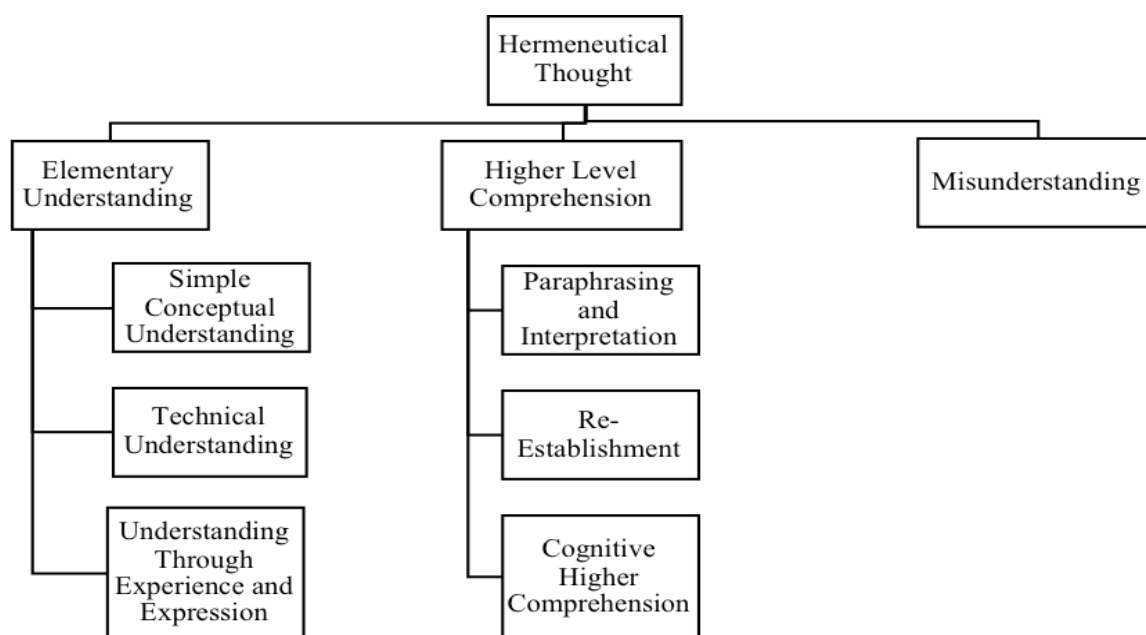 Hermeneutical
Thought
Elementary
Understanding
Higher Level
Comprehension
Misunderstanding
Simple
Conceptual
Understanding
Paraphrasing
and
Interpretation
Technical
Understanding
Re-
Establishment
Understanding
Through
Experience and
Expression
Cognitive
Higher
Comprehension